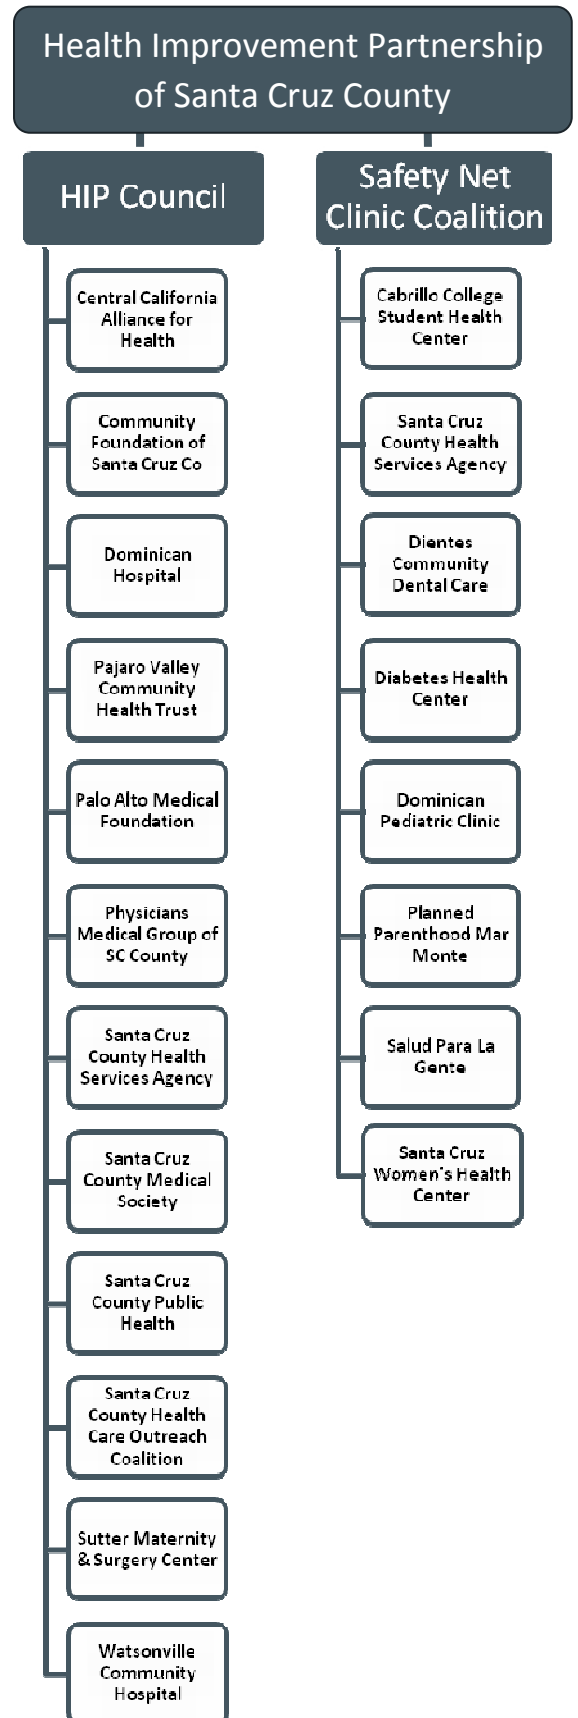 Health Improvement Partnership
of Santa Cruz County
HIP Council
Central California
Alliance for
Health
Community
Foundation of
Santa Cruz Co
Dominican
Hospital
Pajaro Valley
Community
Health Trust
Palo Alto Medical
Foundation
Physicians
Medical Group of
SC County
Santa Cruz
County Health
Services Agency
Santa Cruz
County Medical
Society
Santa Cruz
County Public
Health
Santa Cruz
County Health
Care Outreach
Coalition
Sutter Maternity
& Surgery Center
Watsonville
Community
Hospital
Safety Net
Clinic Coalition
Cabrillo College
Student Health
Center
Santa Cruz
County Health
Services Agency
Dientes
Community
Dental Care
Diabetes Health
Center
Dominican
Pediatric Clinic
Planned
Parenthood Mar
Monte
Salud Para La
Gente
Santa Cruz
Women's Health
Center